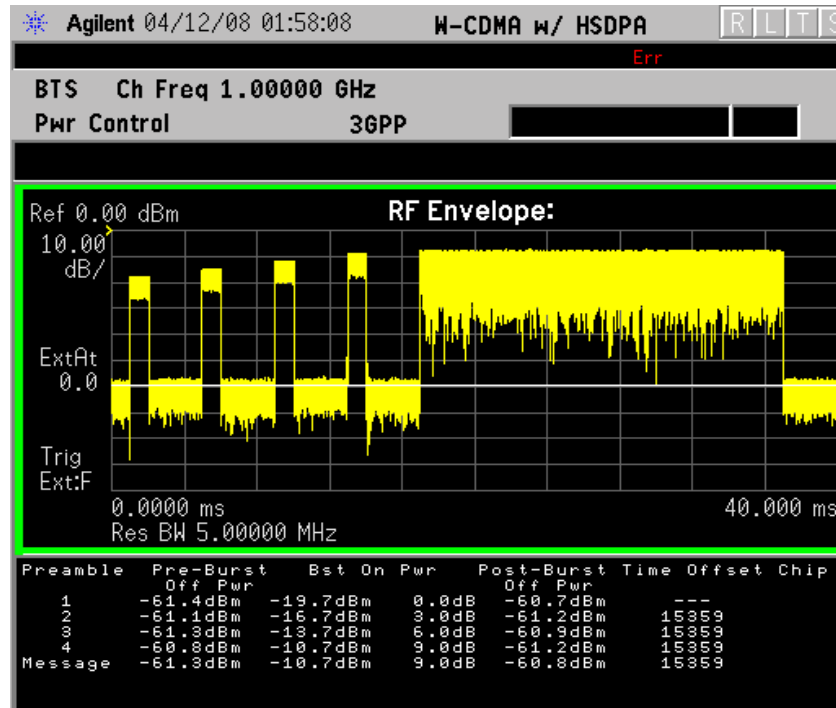 Agilent 04/12/08 01:58:08 W-CDMA w/ HSDPA R L T S
Err
BTS Ch Freq 1.00000 GHz
Pwr Control 3GPP
Ref 0.00 dBm RF Envelope:
10.00
dB/
ExtAt
0.0
Trig
Ext:F
0.0000 ms 40.000 ms
Res BW 5.00000 MHz
Preamble Pre-Burst Bst On Pwr Post-Burst Time Offset Chip
Off Pwr Off Pwr
1 -61.4dBm -19.7dBm 0.0dB -60.7dBm ---
2 -61.1dBm -16.7dBm 3.0dB -61.2dBm 15359
3 -61.3dBm -13.7dBm 6.0dB -60.9dBm 15359
4 -60.8dBm -10.7dBm 9.0dB -61.2dBm 15359
Message -61.3dBm -10.7dBm 9.0dB -60.8dBm 15359